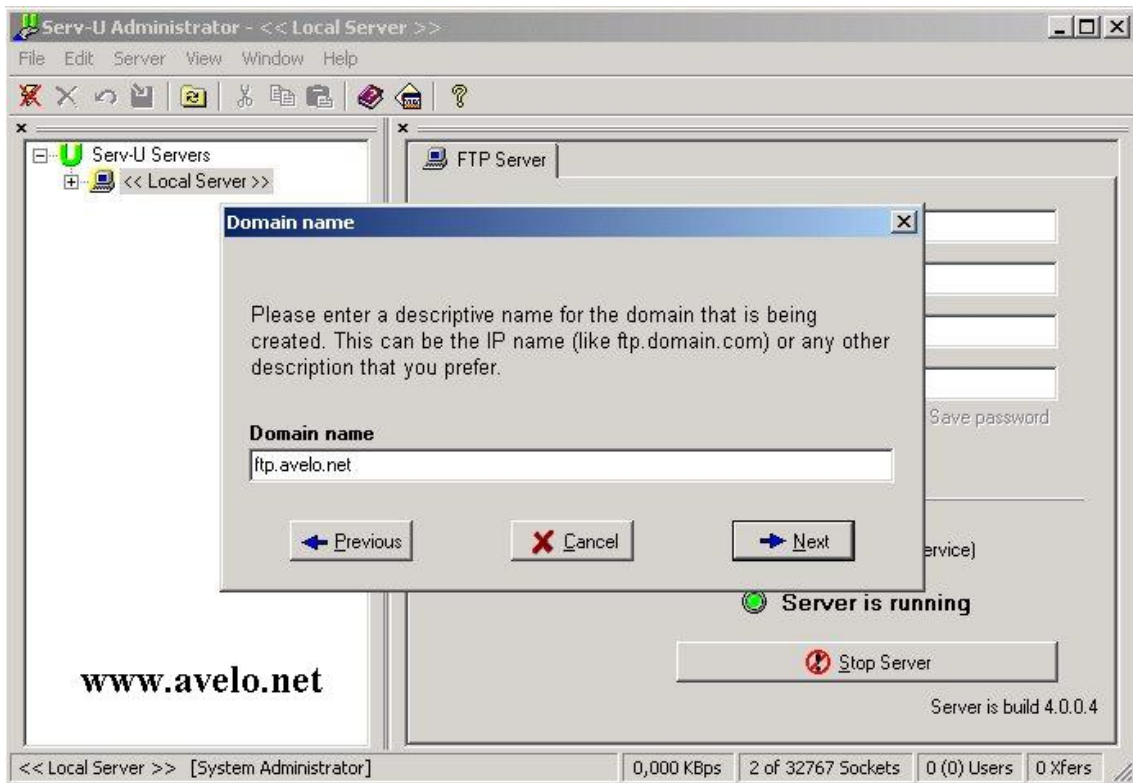 Serv-U Administrator - << Local Server >>
File Edit Server View Window Help
Serv-U Servers
<< Local Server >>
FTP Server
Domain name
Please enter a descriptive name for the domain that is being
created. This can be the IP name (like ftp.domain.com) or any other
description that you prefer.
Save password
Domain name
ftp.avelo.net
Previous Cancel Next
ervice)
Server is running
Stop Server
www.avelo.net
Server is build 4.0.0.4
<< Local Server >> [System Administrator] 0,000 KBps 2 of 32767 Sockets 0 (0) Users 0 Xfers